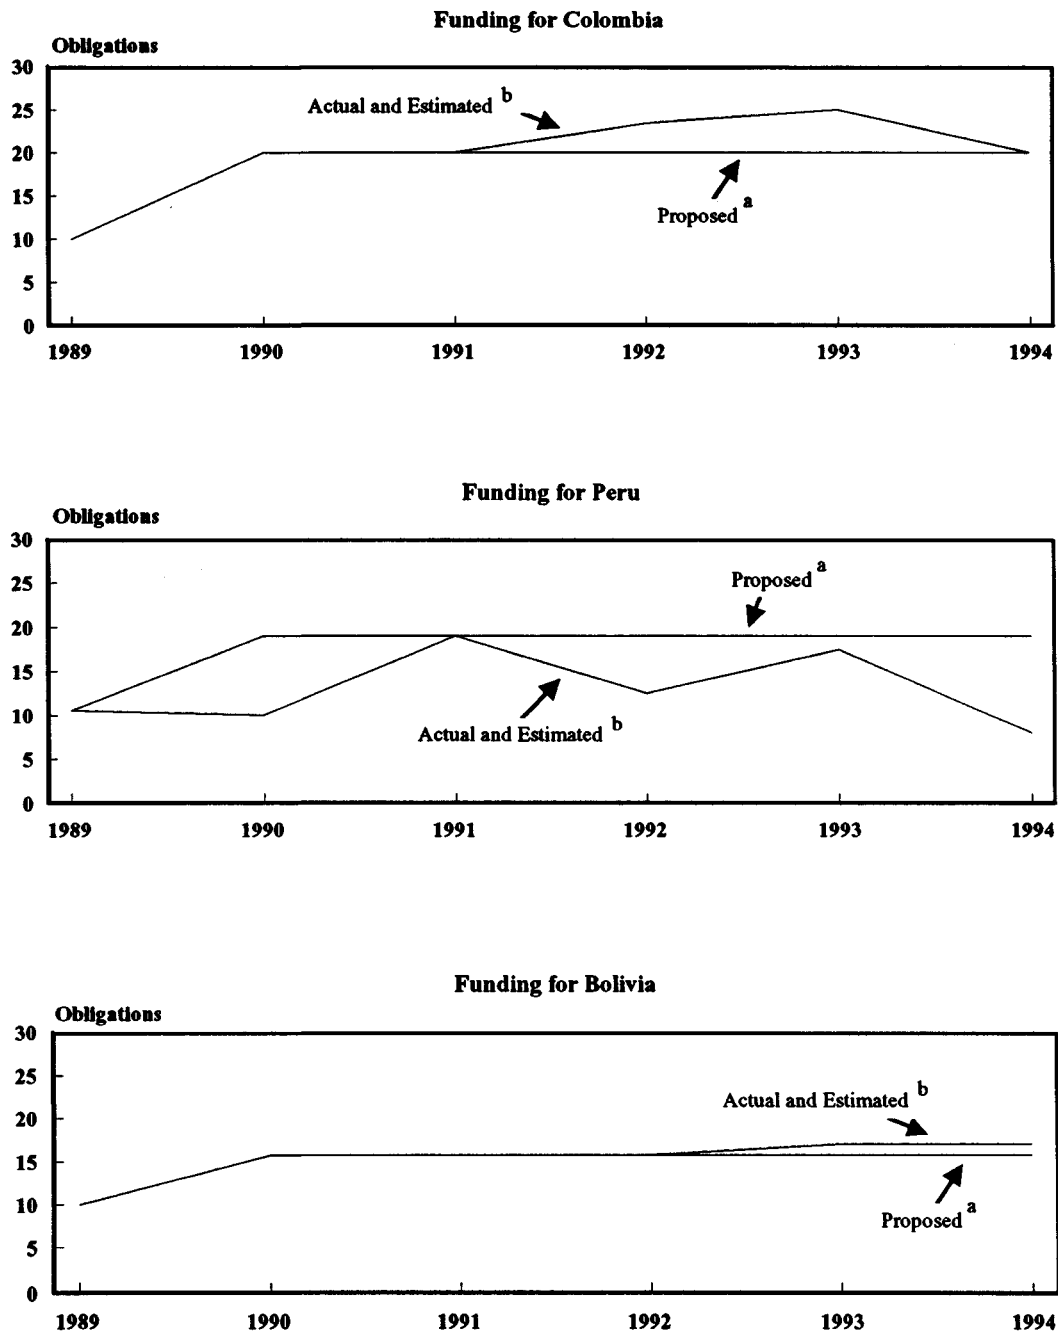 Funding for Colombia
Obligations
30
25
20
15
10
5
0
Actual and Estimated b
Proposed a
1989 1990 1991 1992 1993 1994
Funding for Peru
Obligations
30
25
20
15
10
5
0
Proposed a
Actual and Estimated b
1989 1990 1991 1992 1993 1994
Funding for Bolivia
Obligations
30
25
20
15
10
5
0
Actual and Estimated b
Proposed a
1989 1990 1991 1992 1993 1994